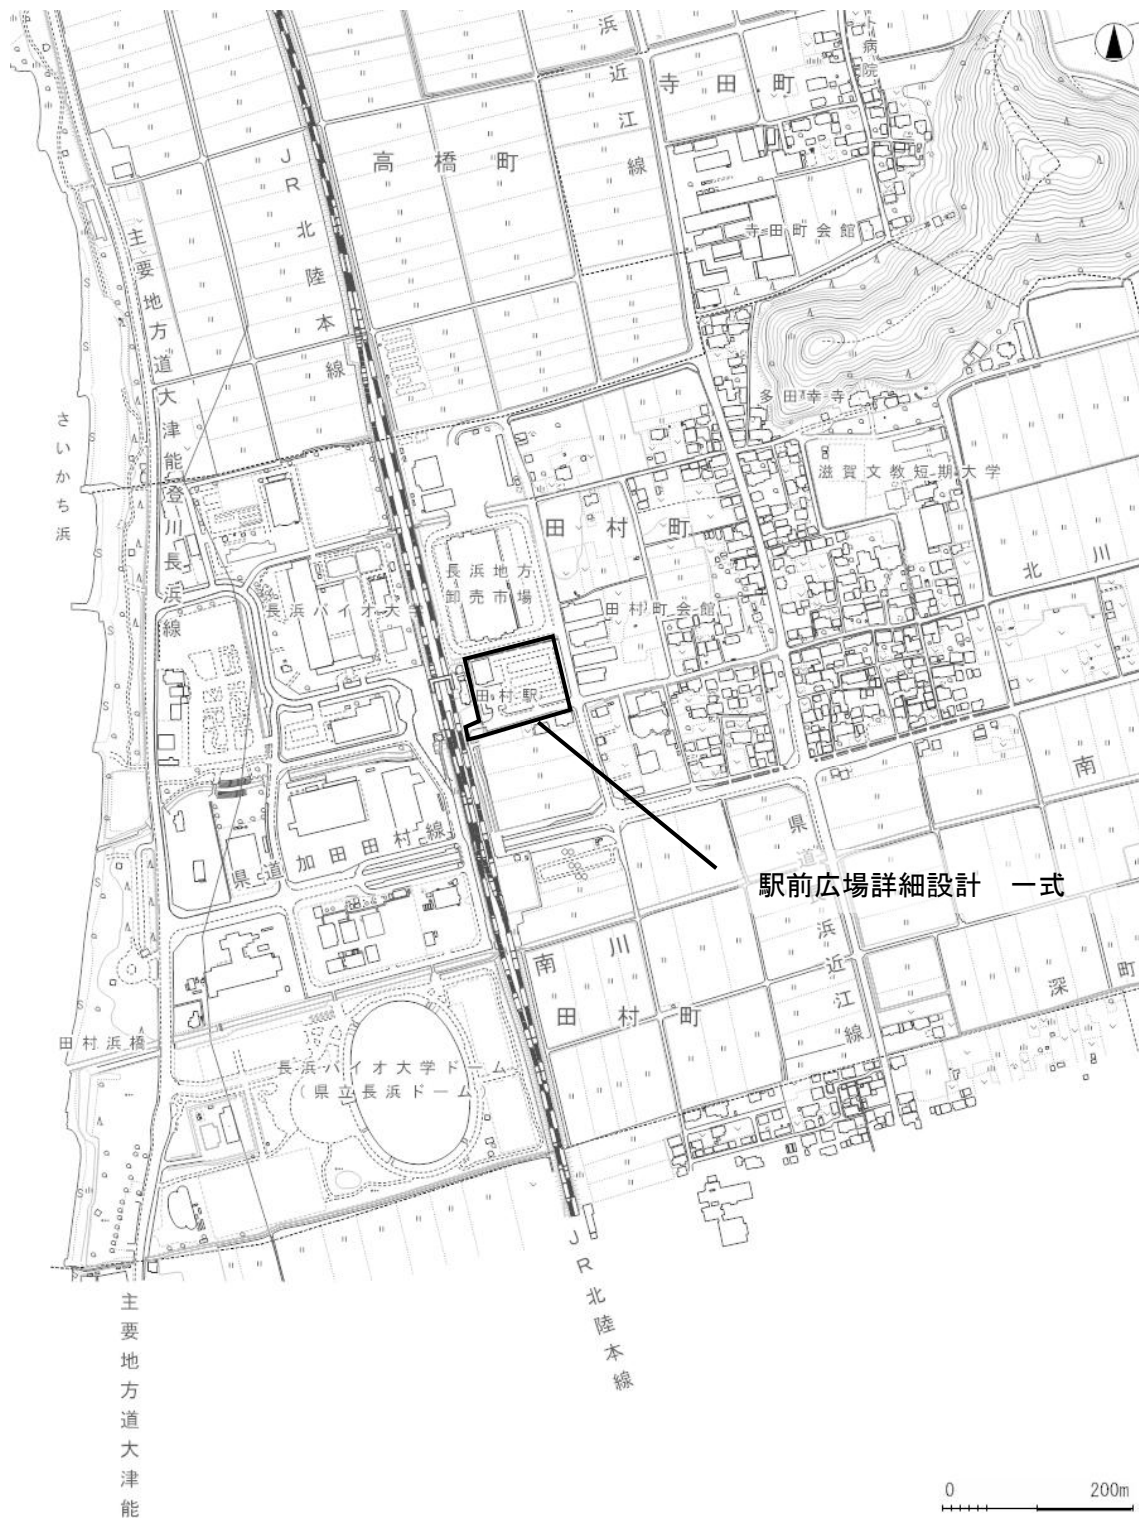 浜
近江線
寺田町
病院
高橋町
JR北陸本線
寺田町会館
主要地方道大津能登川長浜線
多田幸寺
さいかち浜
滋賀文教短期大学
田村町
長浜地方
卸売市場
北川
長浜バイオ大学
田村町会館
田村駅
南
県道
加田田村線
県道
駅前広場詳細設計　一式
浜近江線
南川
深町
田村町
田村浜橋
長浜バイオ大学ドーム
(県立長浜ドーム)
JR北陸本線
主要地方道大津能
0 200m